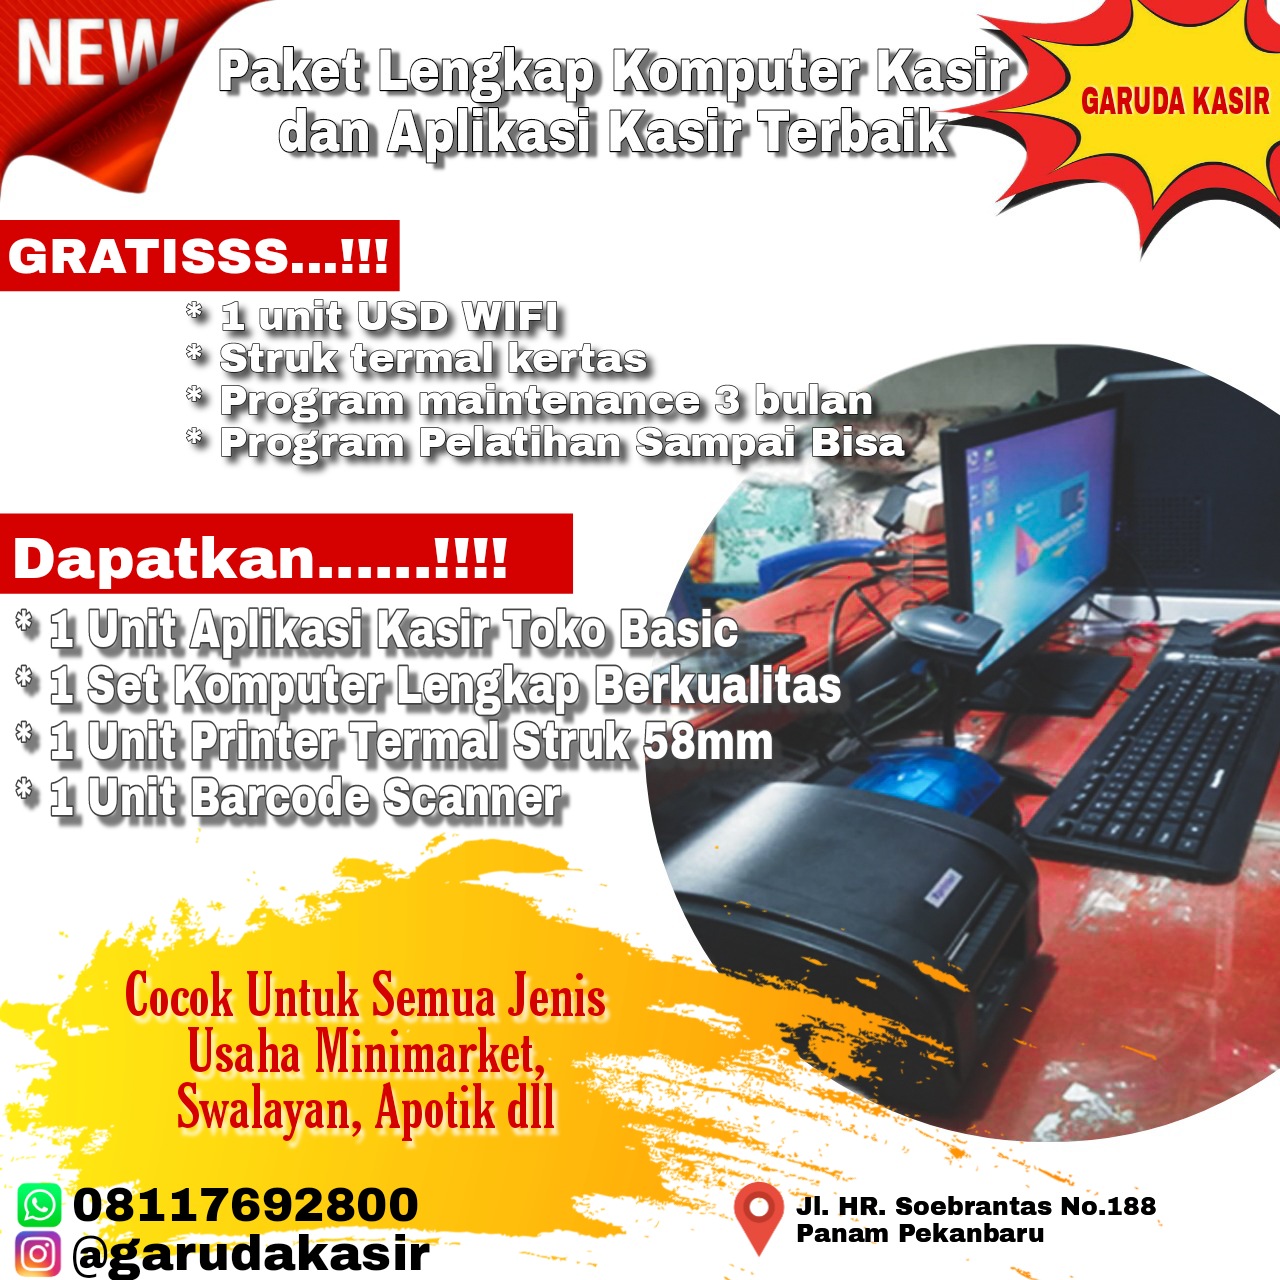 NEW
Paket Lengkap Komputer Kasir
dan Aplikasi Kasir Terbaik
GARUDA KASIR
GRATISSS...!!!
* 1 unit USD WIFI
* Struk termal kertas
* Program maintenance 3 bulan
* Program Pelatihan Sampai Bisa
Dapatkan......!!!!
* 1 Unit Aplikasi Kasir Toko Basic
* 1 Set Komputer Lengkap Berkualitas
* 1 Unit Printer Termal Struk 58mm
* 1 Unit Barcode Scanner
Cocok Untuk Semua Jenis
Usaha Minimarket,
Swalayan, Apotik dll
08117692800
@garudakasir
Jl. HR. Soebrantas No.188
Panam Pekanbaru